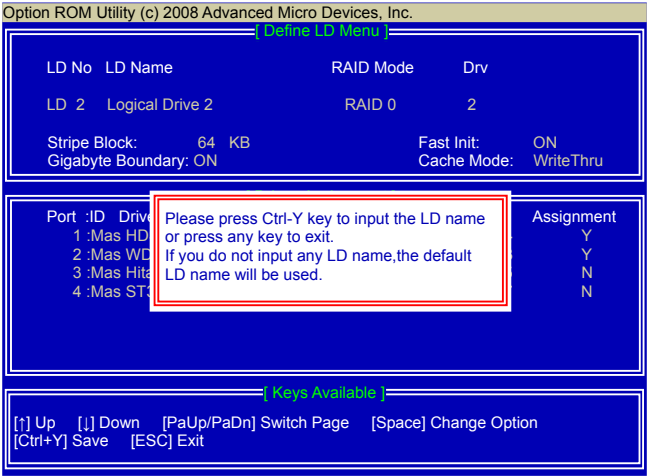 Option ROM Utility (c) 2008 Advanced Micro Devices, Inc.
[ Define LD Menu ]
LD No LD Name RAID Mode Drv
LD 2 Logical Drive 2 RAID 0 2
Stripe Block: 64 KB Fast Init: ON
Gigabyte Boundary: ON Cache Mode: WriteThru
Port :ID Drive Assignment
1 :Mas HD Y
2 :Mas WD Y
3 :Mas Hita N
4 :Mas ST3 N
Please press Ctrl-Y key to input the LD name
or press any key to exit.
If you do not input any LD name,the default
LD name will be used.
[ Keys Available ]
[↑] Up [↓] Down [PaUp/PaDn] Switch Page [Space] Change Option
[Ctrl+Y] Save [ESC] Exit